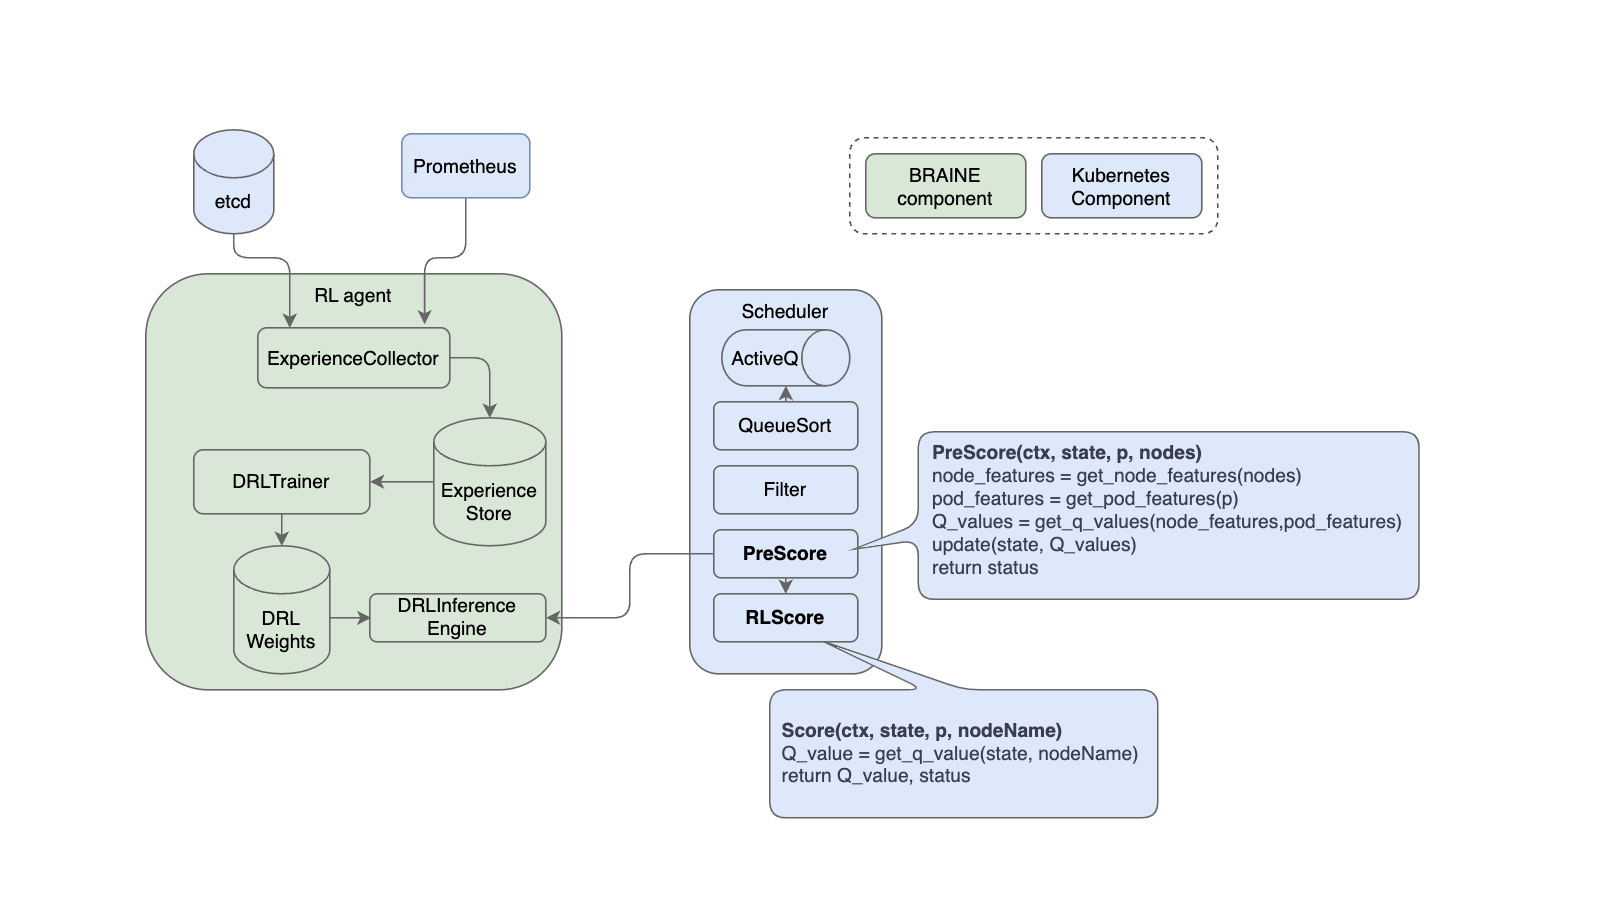 etcd
Prometheus
BRAINE
component
Kubernetes
Component
RL agent
ExperienceCollector
Experience
Store
DRLTrainer
DRL
Weights
DRLInference
Engine
Scheduler
ActiveQ
QueueSort
Filter
PreScore
RLScore
PreScore(ctx, state, p, nodes)
node_features = get_node_features(nodes)
pod_features = get_pod_features(p)
Q_values = get_q_values(node_features,pod_features)
update(state, Q_values)
return status
Score(ctx, state, p, nodeName)
Q_value = get_q_value(state, nodeName)
return Q_value, status